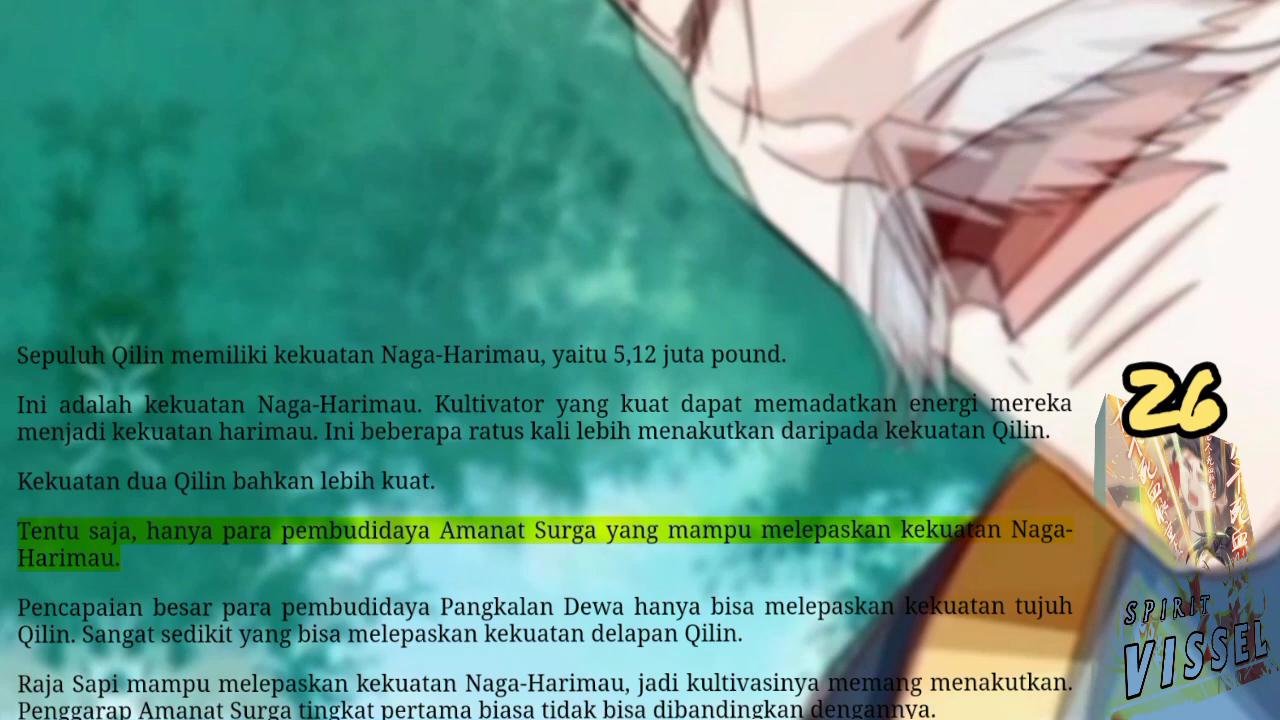 Sepuluh Qilin memiliki kekuatan Naga-Harimau, yaitu 5,12 juta pound.
Ini adalah kekuatan Naga-Harimau. Kultivator yang kuat dapat memadatkan energi mereka
menjadi kekuatan harimau. Ini beberapa ratus kali lebih menakutkan daripada kekuatan Qilin.
Kekuatan dua Qilin bahkan lebih kuat.
Tentu saja, hanya para pembudidaya Amanat Surga yang mampu melepaskan kekuatan Naga-
Harimau.
Pencapaian besar para pembudidaya Pangkalan Dewa hanya bisa melepaskan kekuatan tujuh
Qilin. Sangat sedikit yang bisa melepaskan kekuatan delapan Qilin.
Raja Sapi mampu melepaskan kekuatan Naga-Harimau, jadi kultivasinya memang menakutkan.
Penggarap Amanat Surga tingkat pertama biasa tidak bisa dibandingkan dengannya.
26
SPIRIT
VISSEL